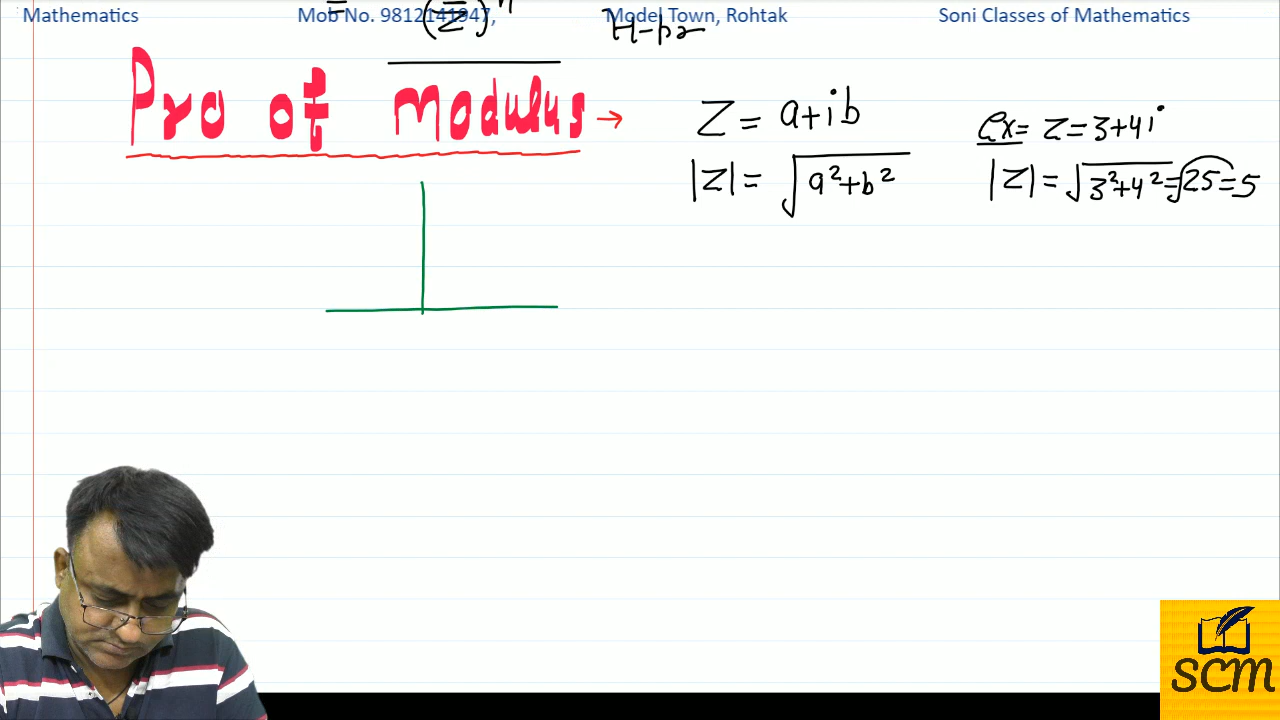 Mathematics Mob No. 9812141947, Model Town, Rohtak Soni Classes of Mathematics
= (z̅)ⁿ
Pro of modulus → Z = a+ib
|Z| = √a²+b²
Ex= Z=3+4i
|Z| = √3²+4² = √25 = 5
SCM